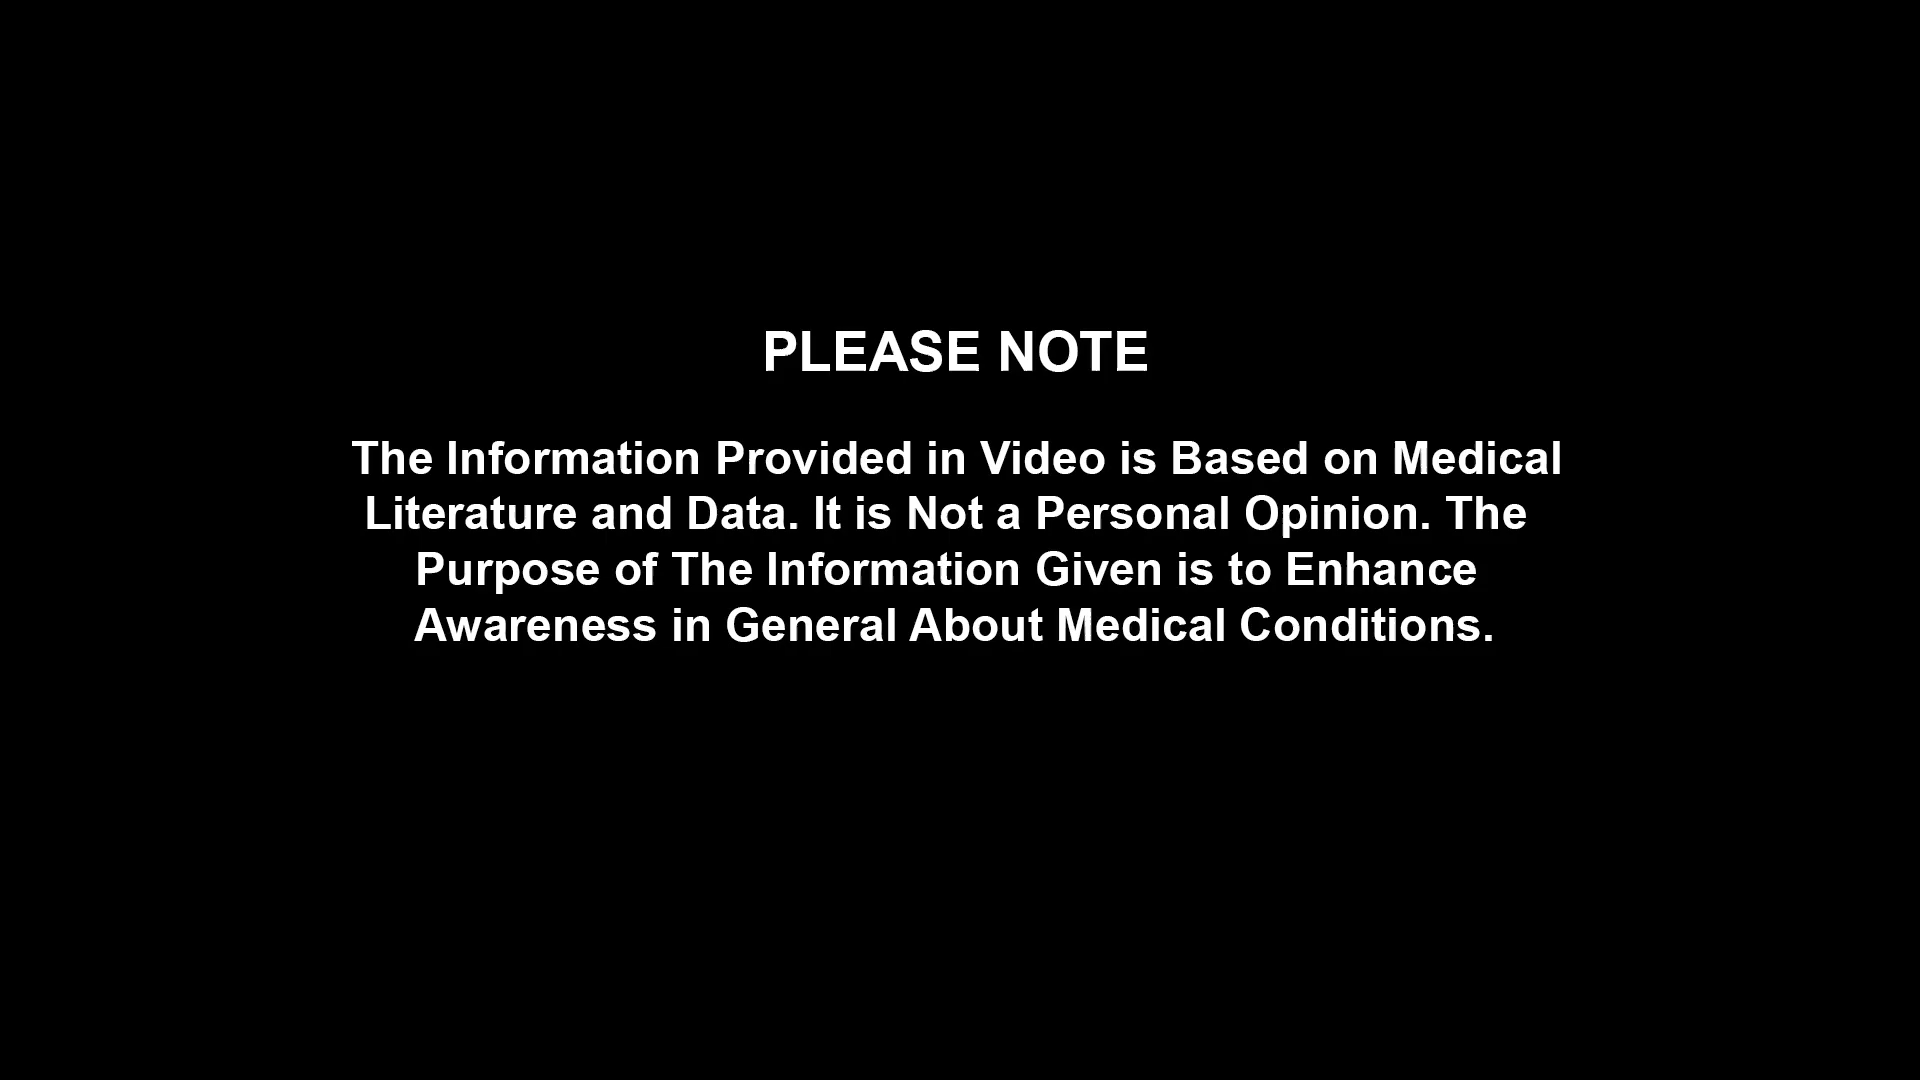 PLEASE NOTE
The Information Provided in Video is Based on Medical
Literature and Data. It is Not a Personal Opinion. The
Purpose of The Information Given is to Enhance
Awareness in General About Medical Conditions.